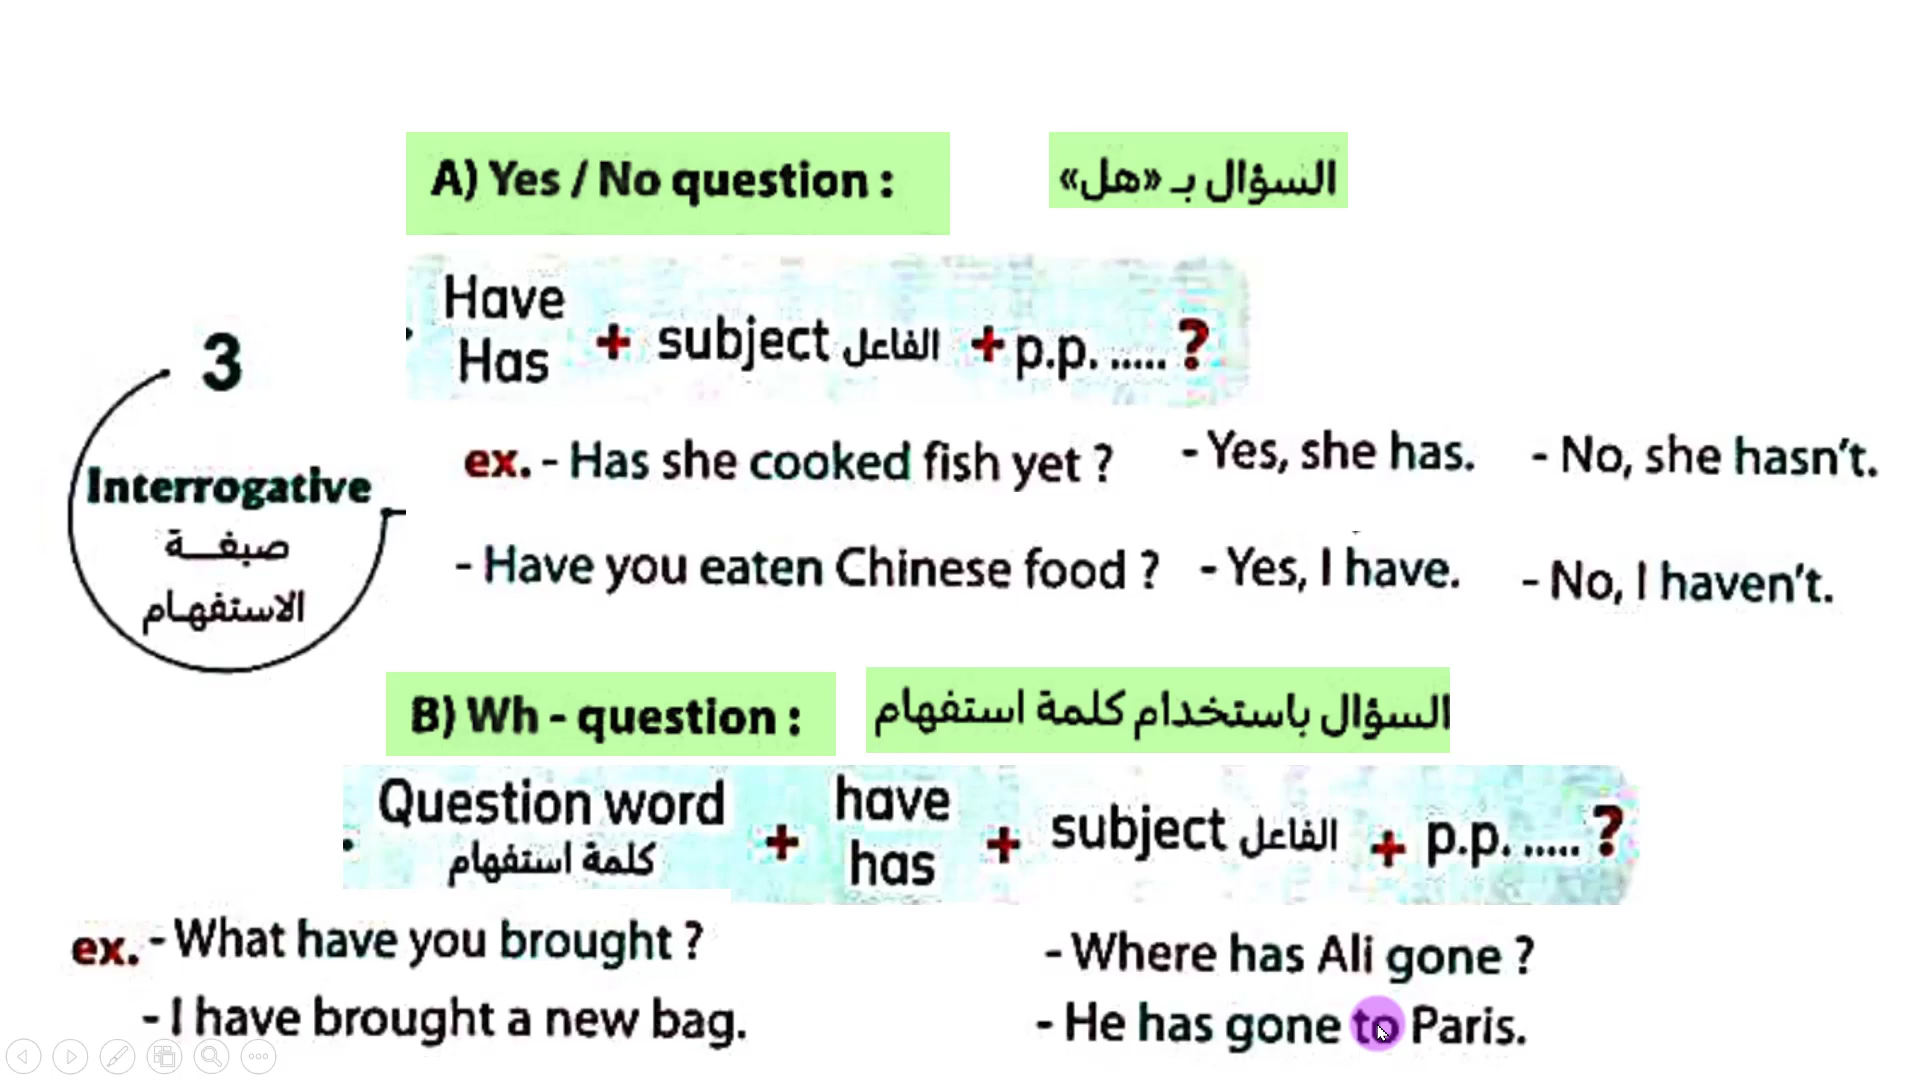 A) Yes / No question :
السؤال بـ «هل»
Have
Has
+ subject الفاعل + p.p. ..... ?
3
Interrogative
صيغـــة
الاستفهـام
ex. - Has she cooked fish yet ? - Yes, she has. - No, she hasn't.
- Have you eaten Chinese food ? - Yes, I have. - No, I haven't.
B) Wh - question :
السؤال باستخدام كلمة استفهام
Question word
كلمة استفهام
+ have
has
+ subject الفاعل + p.p. ..... ?
ex. - What have you brought ?
- I have brought a new bag.
- Where has Ali gone ?
- He has gone to Paris.